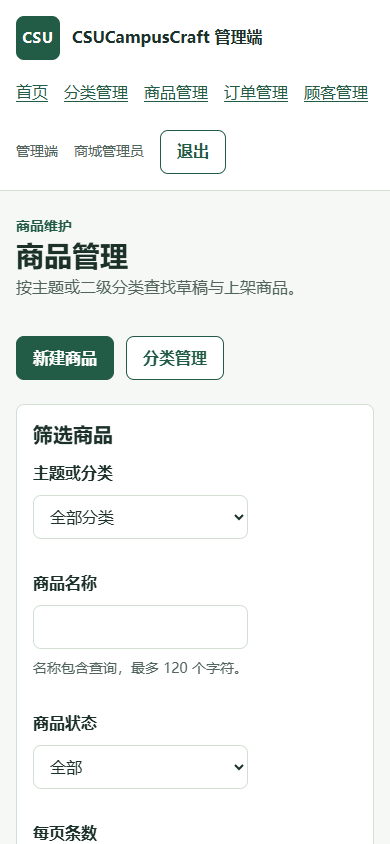 CSU CSUCampusCraft 管理端
首页 分类管理 商品管理 订单管理 顾客管理
管理端 商城管理员 退出
商品维护
商品管理
按主题或二级分类查找草稿与上架商品。
新建商品 分类管理
筛选商品
主题或分类
全部分类
商品名称
名称包含查询，最多 120 个字符。
商品状态
全部
每页条数